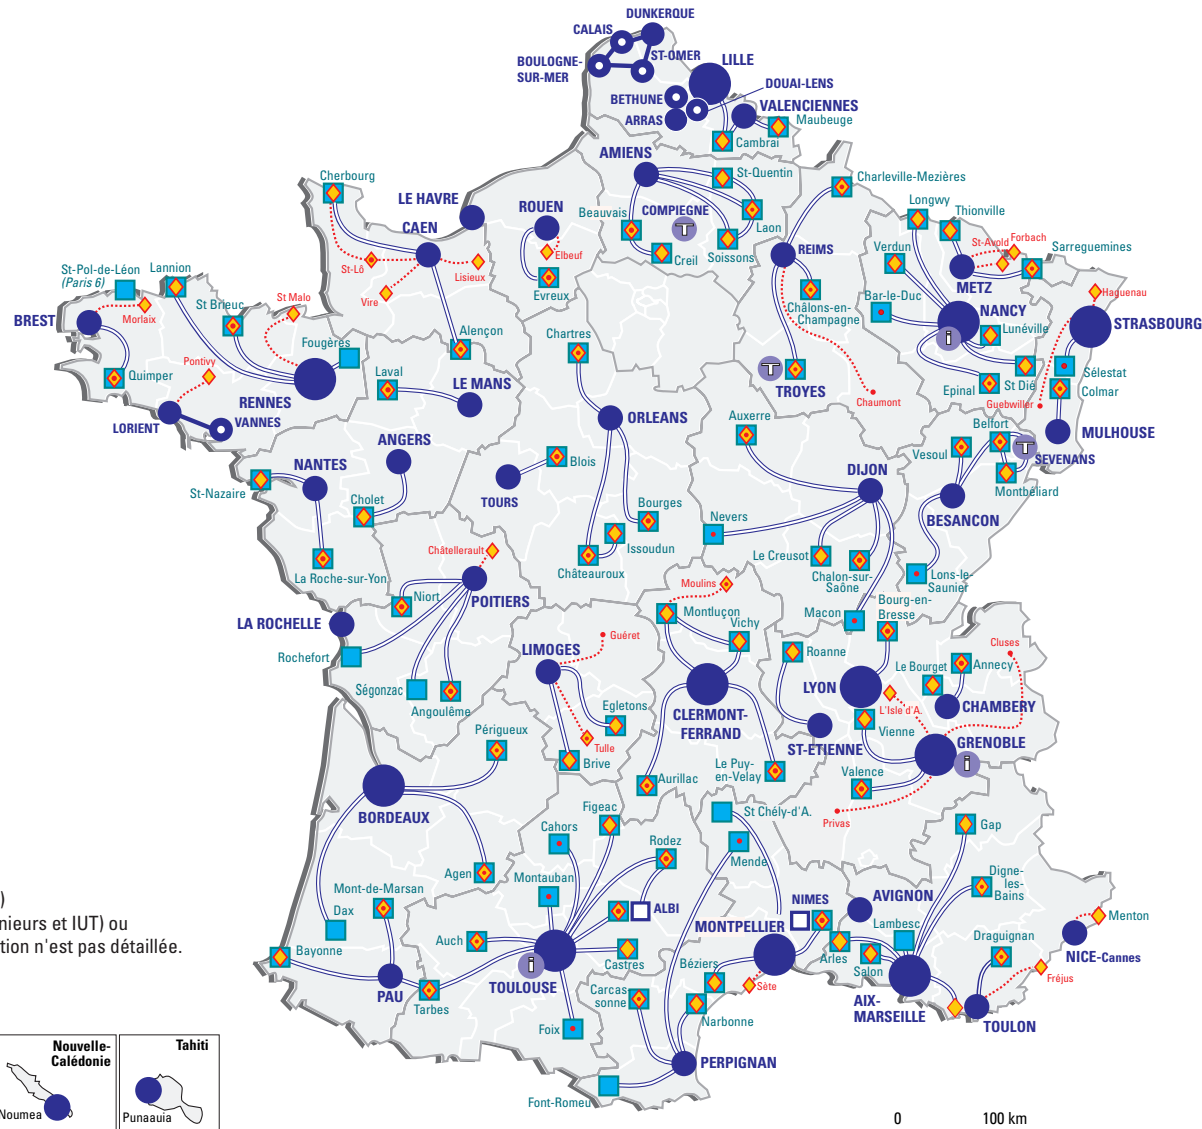 DUNKERQUE
CALAIS
BOULOGNE-
SUR-MER
ST-OMER
LILLE
DOUAI-LENS
BETHUNE
ARRAS
VALENCIENNES
Maubeuge
Cambrai
AMIENS
St-Quentin
Charleville-Mezières
Cherbourg
LE HAVRE
ROUEN
Beauvais
COMPIEGNE
T
Laon
Longwy
Thionville
CAEN
St-Avold
Forbach
Verdun
Sarreguemines
St-Lô
Lisieux
Elbeuf
Creil
Soissons
REIMS
METZ
St-Pol-de-Léon
(Paris 6)
Lannion
Vire
Evreux
Châlons-en-
Champagne
Bar-le-Duc
NANCY
i
Haguenau
St Brieuc
St Malo
BREST
Morlaix
Lunéville
STRASBOURG
Alençon
Chartres
Fougères
Pontivy
Quimper
RENNES
Laval
LE MANS
T
TROYES
Chaumont
Epinal
St Dié
Sélestat
Colmar
Guebwiller
LORIENT
VANNES
ORLEANS
Auxerre
Belfort
MULHOUSE
ANGERS
Vesoul
T
SEVENANS
NANTES
Blois
DIJON
Montbéliard
St-Nazaire
TOURS
Cholet
Bourges
Nevers
BESANCON
Issoudun
Le Creusot
Châtellerault
La Roche-sur-Yon
Châteauroux
Chalon-sur-
Saône
Lons-le-
Saunier
Niort
POITIERS
Moulins
Bourg-en-
Bresse
Montluçon
Macon
LA ROCHELLE
Vichy
Guéret
Roanne
Cluses
LIMOGES
Rochefort
Le Bourget
Annecy
Ségonzac
Angoulême
LYON
Egletons
CLERMONT-
FERRAND
L'Isle d'A.
CHAMBERY
Périgueux
Tulle
Vienne
ST-ETIENNE
GRENOBLE
i
Brive
Aurillac
Le Puy-
en-Velay
Valence
BORDEAUX
Figeac
St Chély-d'A.
Privas
Cahors
Gap
Rodez
Mende
Agen
Montauban
Digne-
les-
Bains
Mont-de-Marsan
NIMES
AVIGNON
)
nieurs et IUT) ou
tion n'est pas détaillée.
Dax
ALBI
Lambesc
Menton
MONTPELLIER
Draguignan
Auch
Bayonne
Castres
Arles
NICE-Cannes
Béziers
Salon
i
TOULOUSE
Fréjus
PAU
Tarbes
Carcas-
sonne
Sète
AIX-
MARSEILLE
Narbonne
TOULON
Foix
Nouvelle-
Calédonie
Tahiti
PERPIGNAN
Font-Romeu
Noumea
Punaauia
0 100 km